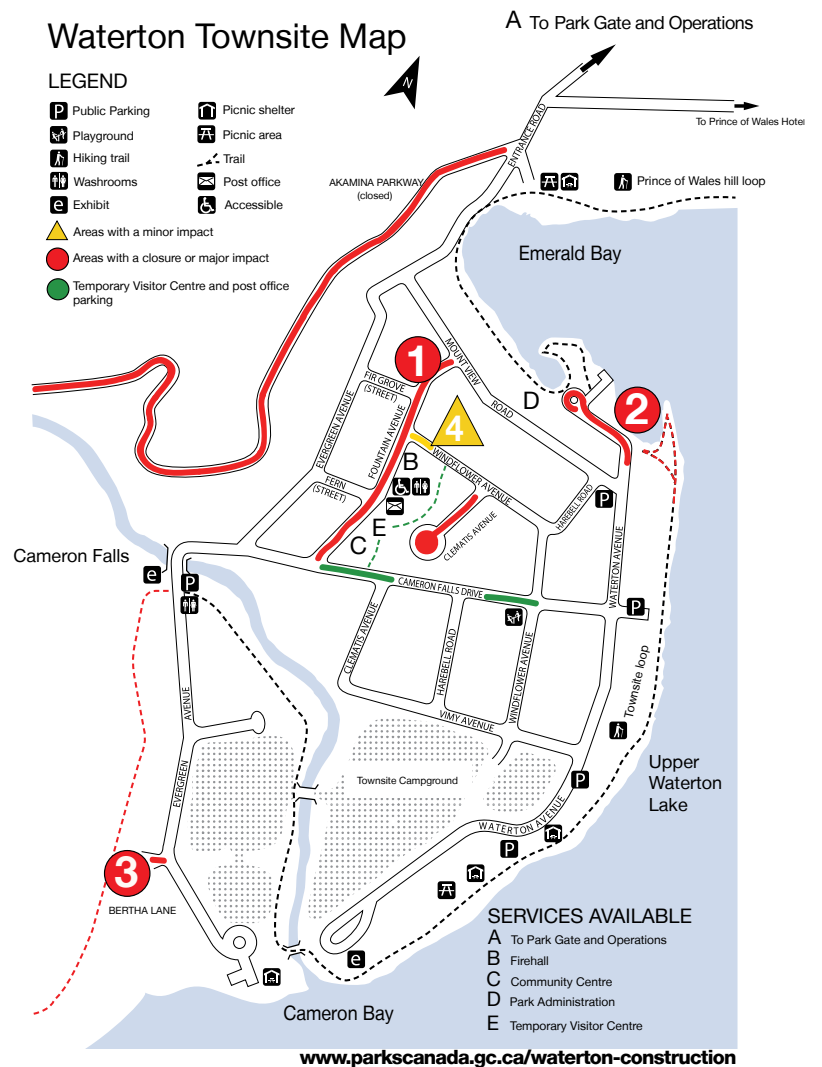 Waterton Townsite Map
A To Park Gate and Operations
N
LEGEND
P Public Parking
Playground
Hiking trail
Washrooms
e Exhibit
Picnic shelter
Picnic area
Trail
Post office
Accessible
Areas with a minor impact
Areas with a closure or major impact
Temporary Visitor Centre and post office
parking
To Prince of Wales Hote
ENTRANCE ROAD
AKAMINA PARKWAY
(closed)
Prince of Wales hill loop
Emerald Bay
1
MOUNT VIEW
ROAD
FIR GROVE
(STREET)
D
2
4
EVERGREEN AVENUE
FOUNTAIN AVENUE
B
WINDFLOWER AVENUE
FERN
(STREET)
HAREBELL ROAD
P
E
C
CLEMATIS AVENUE
WATERTON AVENUE
Cameron Falls
e
P
CAMERON FALLS DRIVE
P
CLEMATIS AVENUE
HAREBELL ROAD
WINDFLOWER AVENUE
Townsite loop
AVENUE
VIMY AVENUE
Upper
Waterton
Lake
Townsite Campground
P
EVERGREEN
WATERTON AVENUE
P
3
BERTHA LANE
e
Cameron Bay
SERVICES AVAILABLE
A To Park Gate and Operations
B Firehall
C Community Centre
D Park Administration
E Temporary Visitor Centre
www.parkscanada.gc.ca/waterton-construction